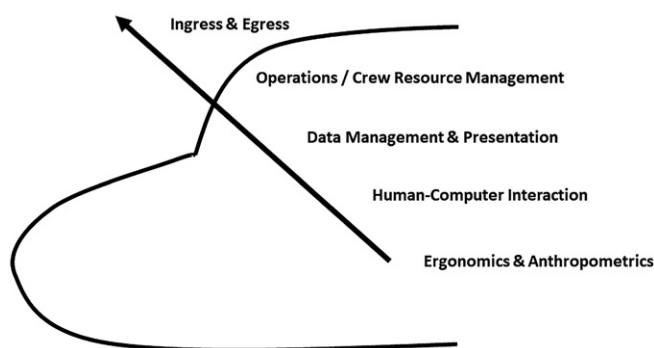 Ingress & Egress
Operations / Crew Resource Management
Data Management & Presentation
Human-Computer Interaction
Ergonomics & Anthropometrics